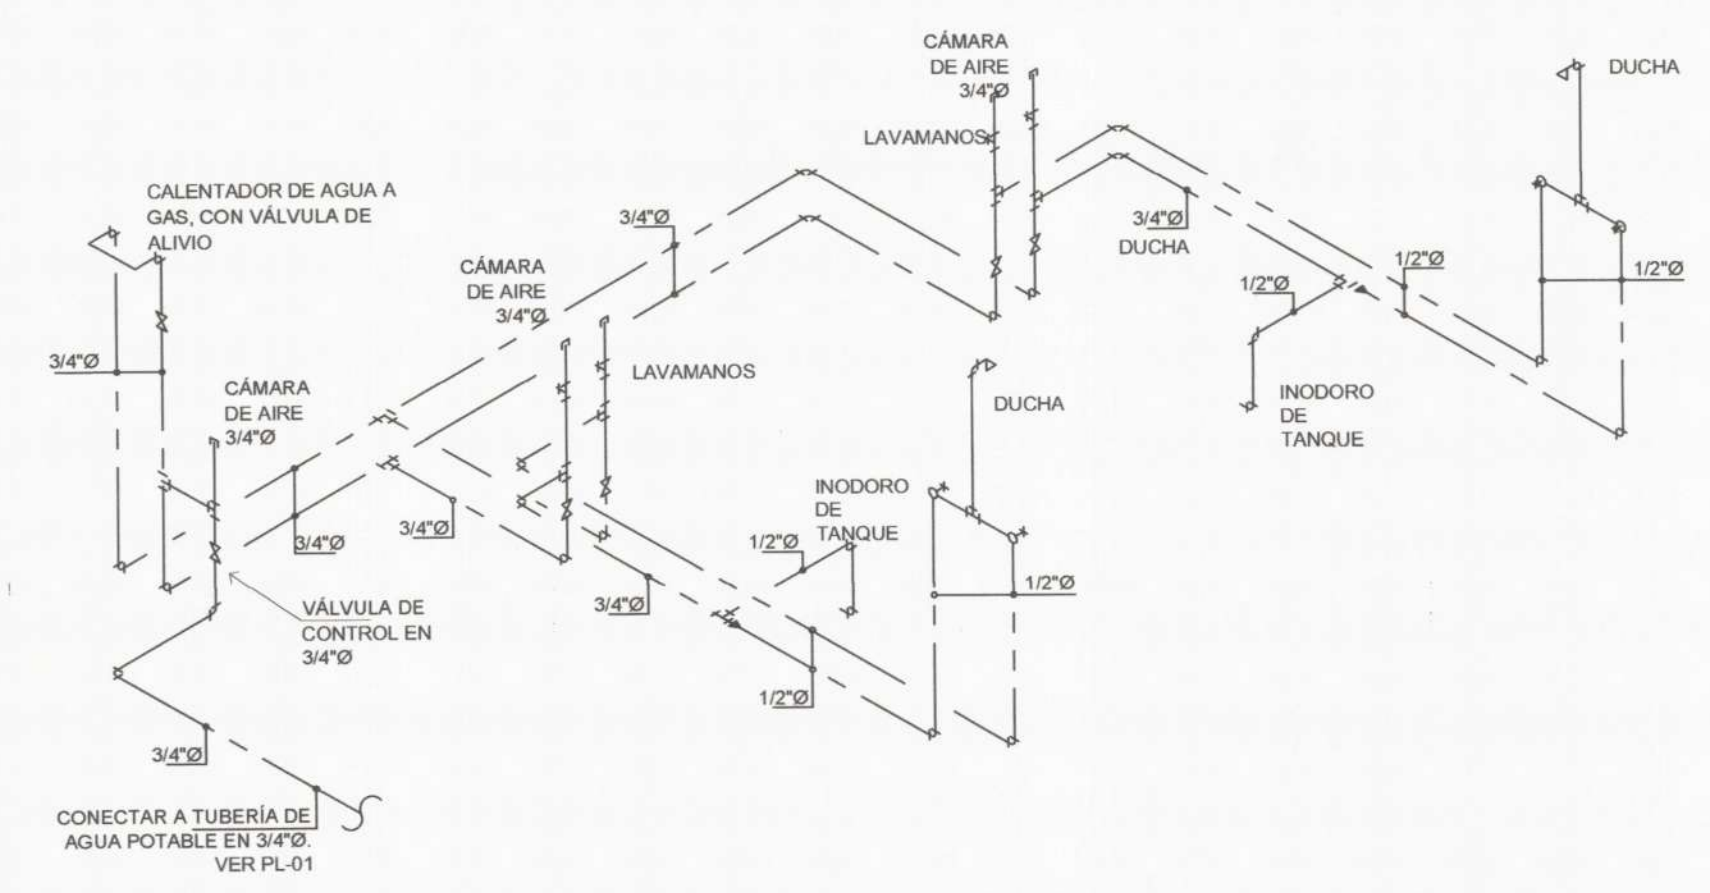 CÁMARA
DE AIRE
3/4"Ø
LAVAMANOS
DUCHA
CALENTADOR DE AGUA A
GAS, CON VÁLVULA DE
ALIVIO
3/4"Ø
3/4"Ø
DUCHA
CÁMARA
DE AIRE
3/4"Ø
1/2"Ø
1/2"Ø
1/2"Ø
3/4"Ø
CÁMARA
DE AIRE
3/4"Ø
LAVAMANOS
DUCHA
INODORO
DE
TANQUE
INODORO
DE
TANQUE
3/4"Ø
3/4"Ø
1/2"Ø
1/2"Ø
3/4"Ø
VÁLVULA DE
CONTROL EN
3/4"Ø
1/2"Ø
3/4"Ø
CONECTAR A TUBERÍA DE
AGUA POTABLE EN 3/4"Ø.
VER PL-01